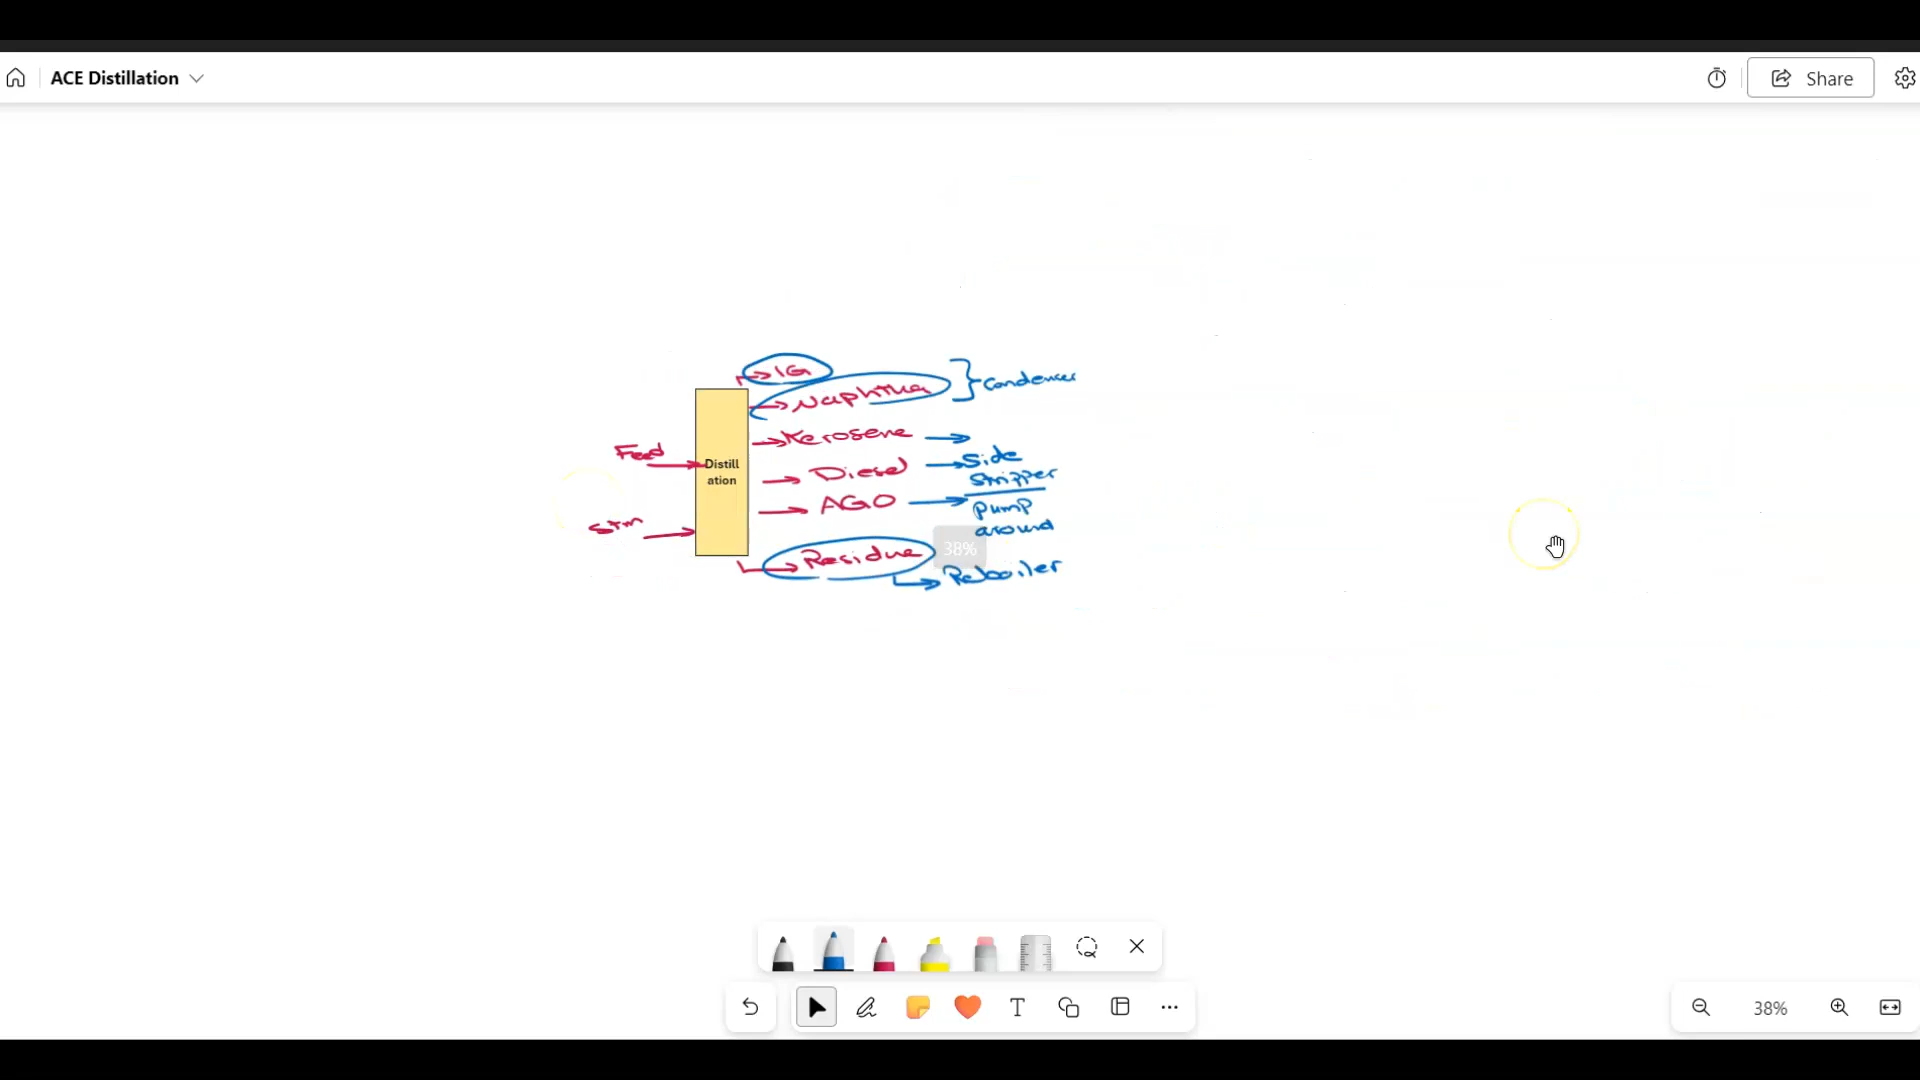 ACE Distillation
Share
IG
Naphtha
Condenser
Kerosene
Feed
Side
Distill
ation
Diesel
Stripper
AGO
Pump
around
Stm
38%
Residue
Reboiler
38%